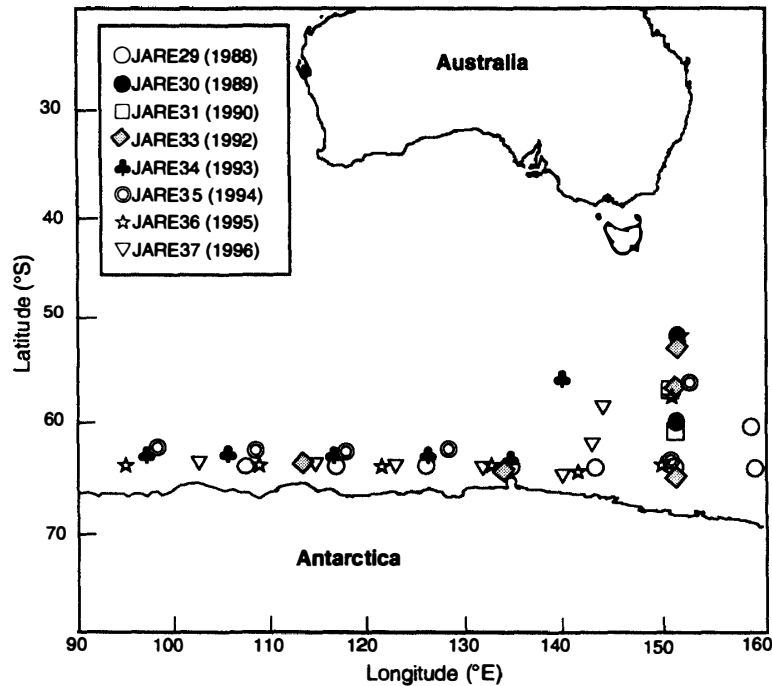 JARE29 (1988)
JARE30 (1989)
JARE31 (1990)
JARE33 (1992)
JARE34 (1993)
JARE35 (1994)
JARE36 (1995)
JARE37 (1996)
Australia
Antarctica
30
40
50
60
70
Latitude (°S)
90 100 110 120 130 140 150 160
Longitude (°E)